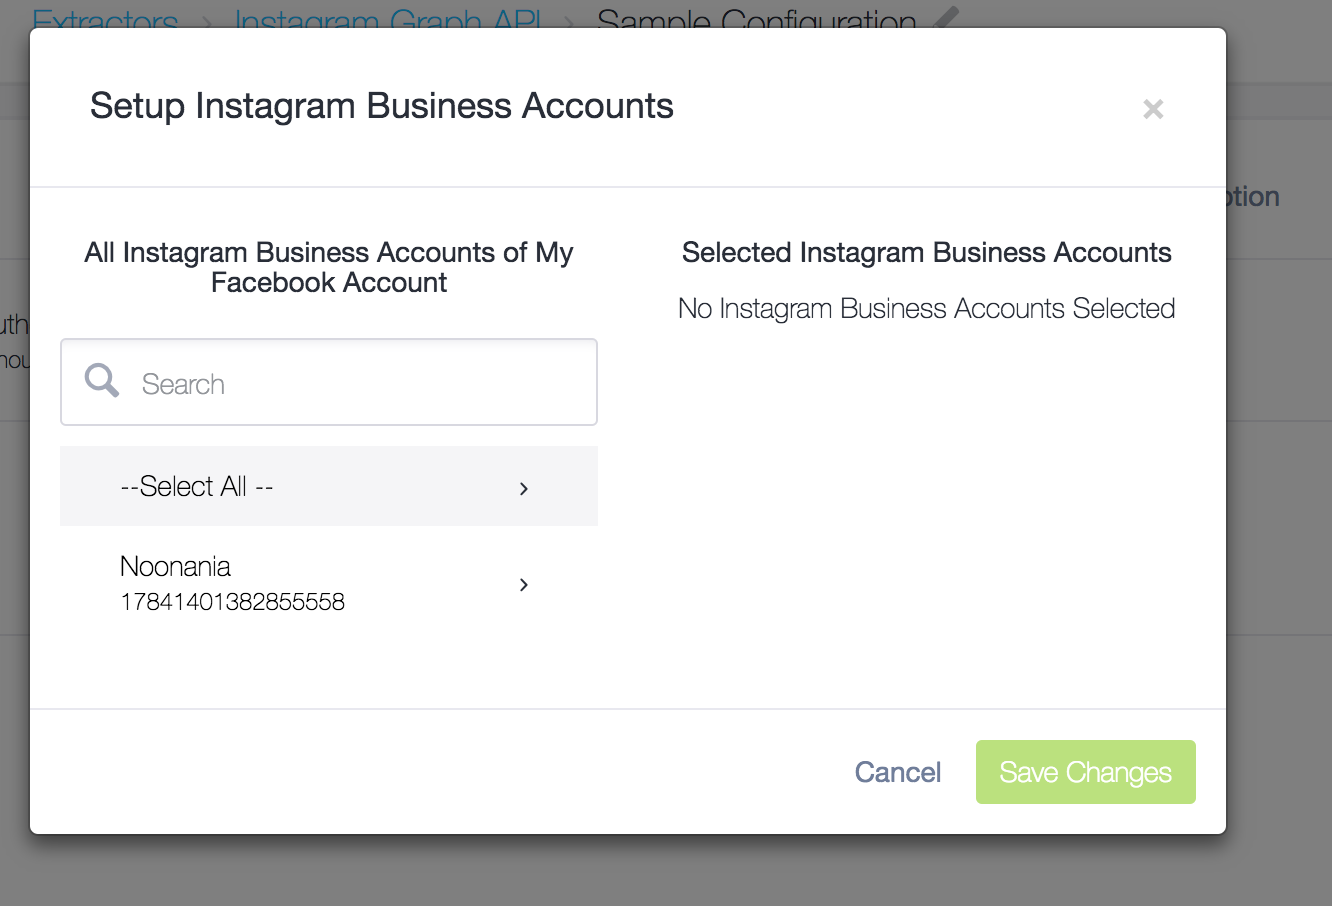 Extractors > Instagram Graph API > Sample Configuration
Setup Instagram Business Accounts
×
All Instagram Business Accounts of My
Facebook Account
Search
--Select All --
Noonania
17841401382855558
Selected Instagram Business Accounts
No Instagram Business Accounts Selected
Cancel
Save Changes